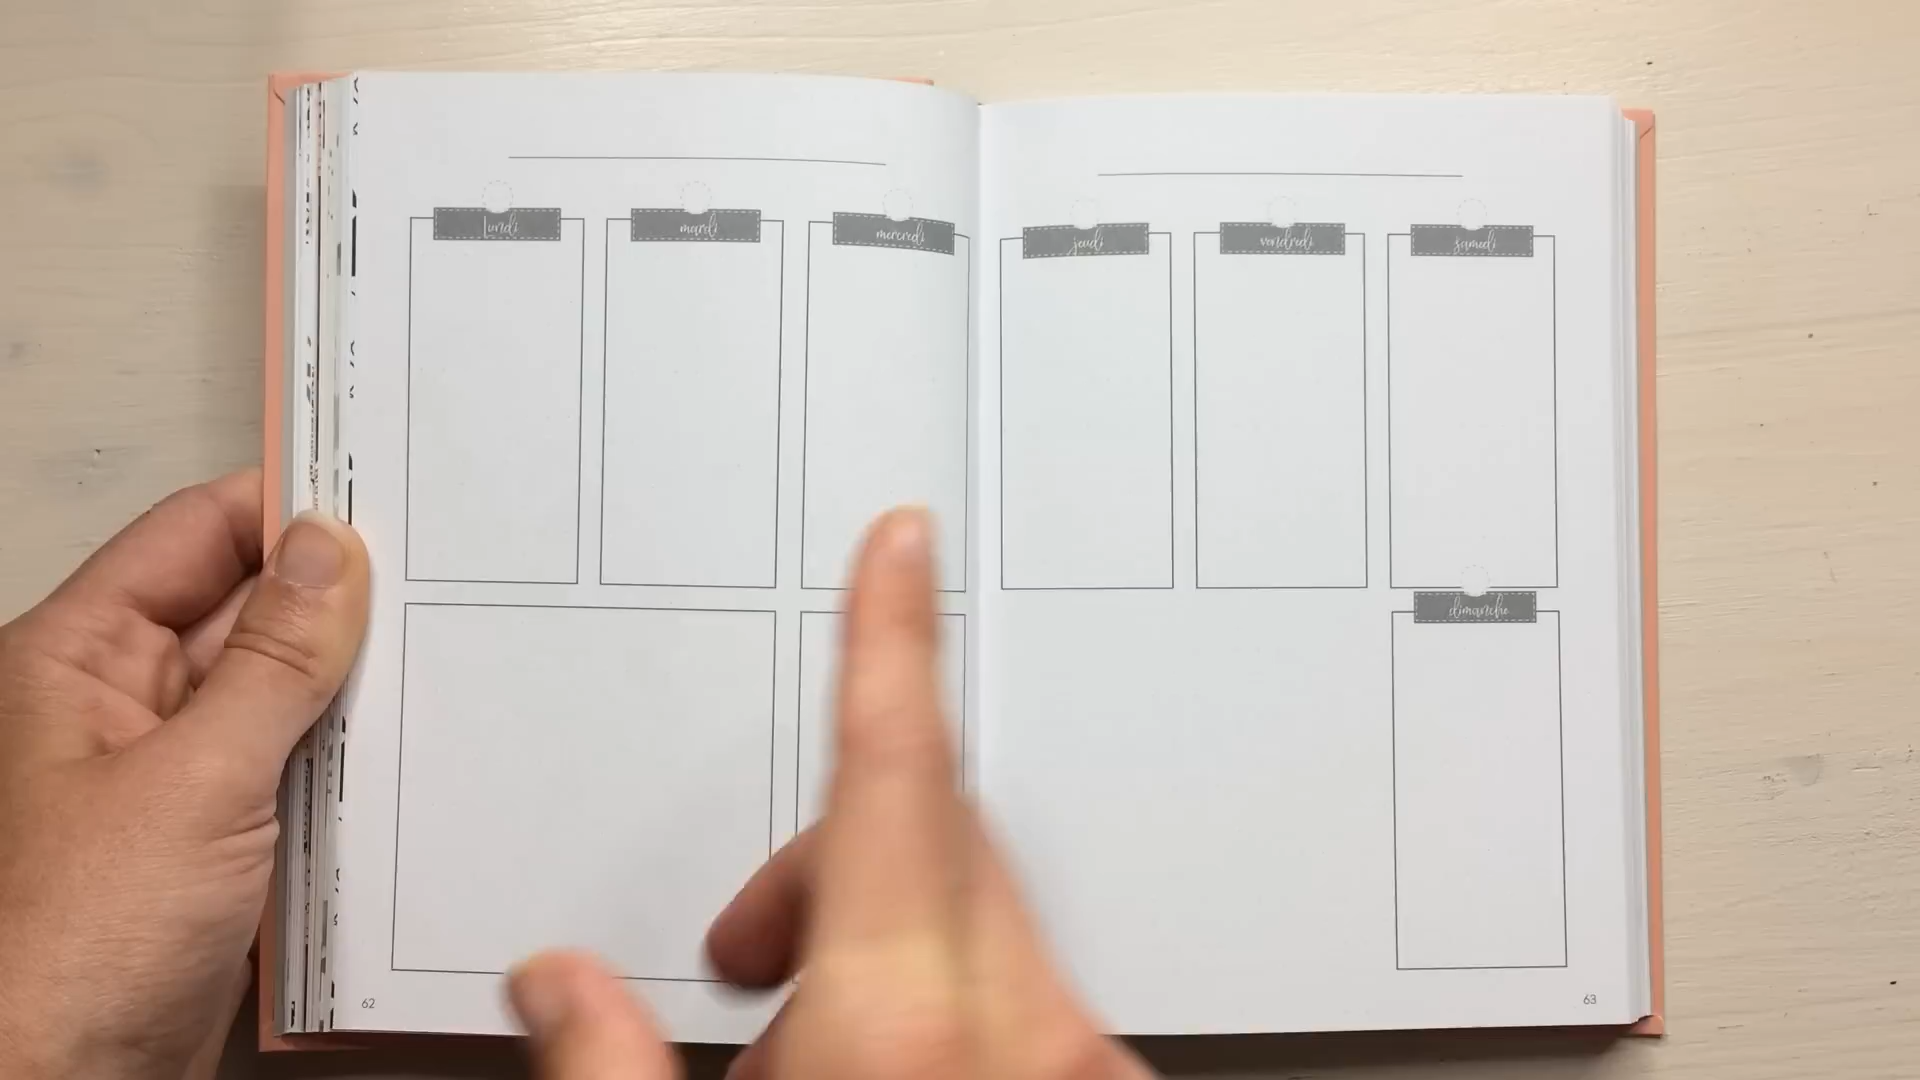 lundi
mardi
mercredi
jeudi
vendredi
samedi
dimanche
62
63